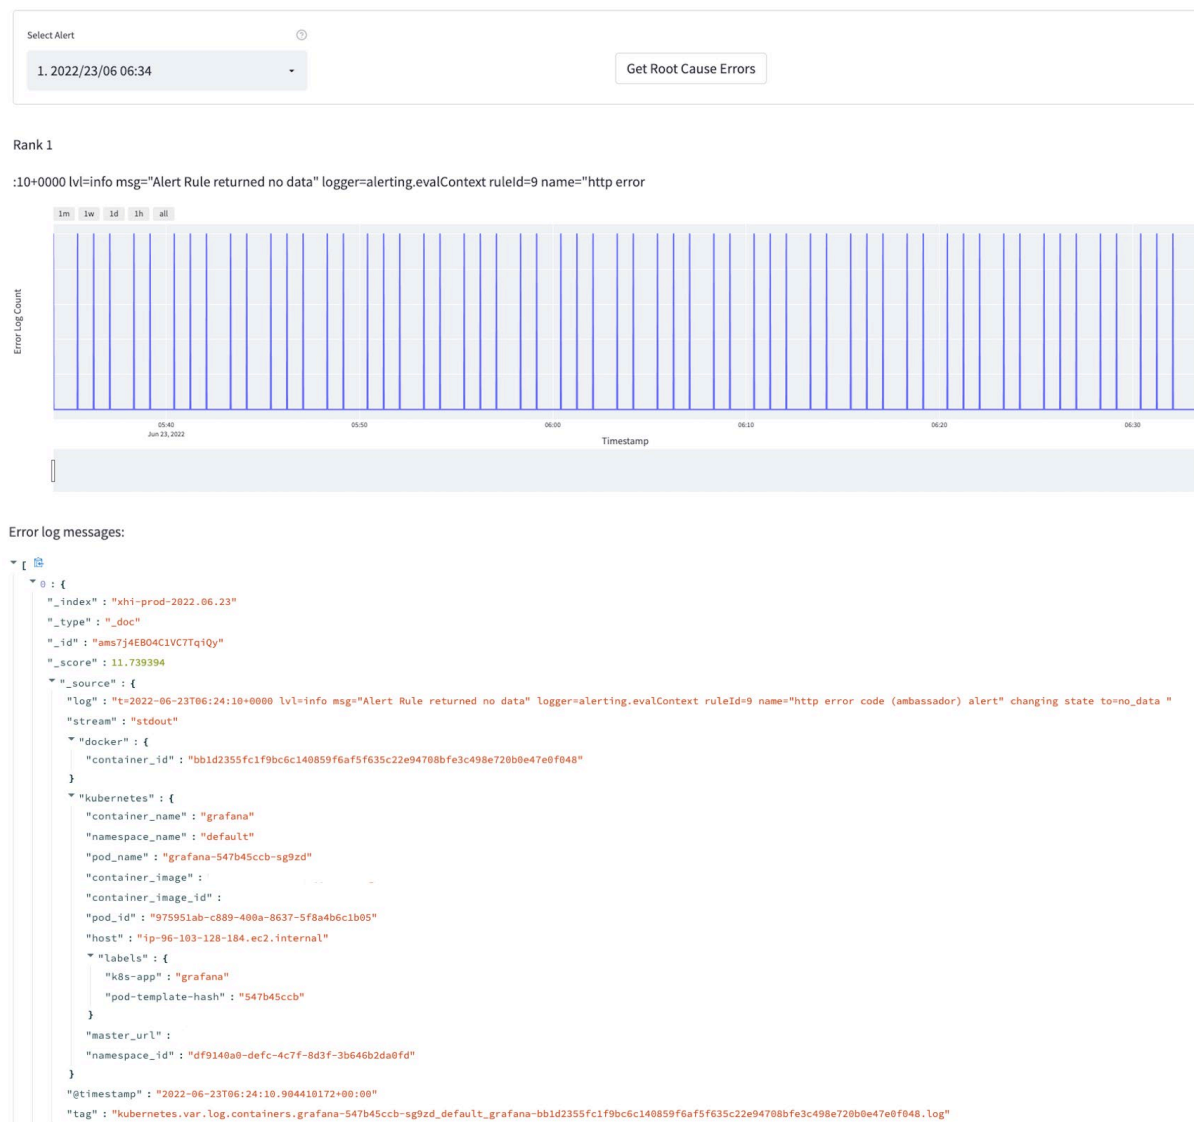 Select Alert
1. 2022/23/06 06:34
Get Root Cause Errors
Rank 1
:10+0000 lvl=info msg="Alert Rule returned no data" logger=alerting.evalContext ruleId=9 name="http error
1m 1w 1d 1h all
Error Log Count
05:40 05:50 06:00 06:10 06:20 06:30
Jun 23, 2022
Timestamp
Error log messages:
[
0 : {
"_index" : "xhi-prod-2022.06.23"
"_type" : "_doc"
"_id" : "ams7j4EBO4C1VC7TqiQy"
"_score" : 11.739394
"_source" : {
"log" : "t=2022-06-23T06:24:10+0000 lvl=info msg="Alert Rule returned no data" logger=alerting.evalContext ruleId=9 name="http error code (ambassador) alert" changing state to=no_data "
"stream" : "stdout"
"docker" : {
"container_id" : "bb1d2355fc1f9bc6c140859f6af5f635c22e94708bfe3c498e720b0e47e0f048"
}
"kubernetes" : {
"container_name" : "grafana"
"namespace_name" : "default"
"pod_name" : "grafana-547b45ccb-sg9zd"
"container_image" :
"container_image_id" :
"pod_id" : "975951ab-c889-400a-8637-5f8a4b6c1b05"
"host" : "ip-96-103-128-184.ec2.internal"
"labels" : {
"k8s-app" : "grafana"
"pod-template-hash" : "547b45ccb"
}
"master_url" :
"namespace_id" : "df9140a0-defc-4c7f-8d3f-3b646b2da0fd"
}
"@timestamp" : "2022-06-23T06:24:10.904410172+00:00"
"tag" : "kubernetes.var.log.containers.grafana-547b45ccb-sg9zd_default_grafana-bb1d2355fc1f9bc6c140859f6af5f635c22e94708bfe3c498e720b0e47e0f048.log"